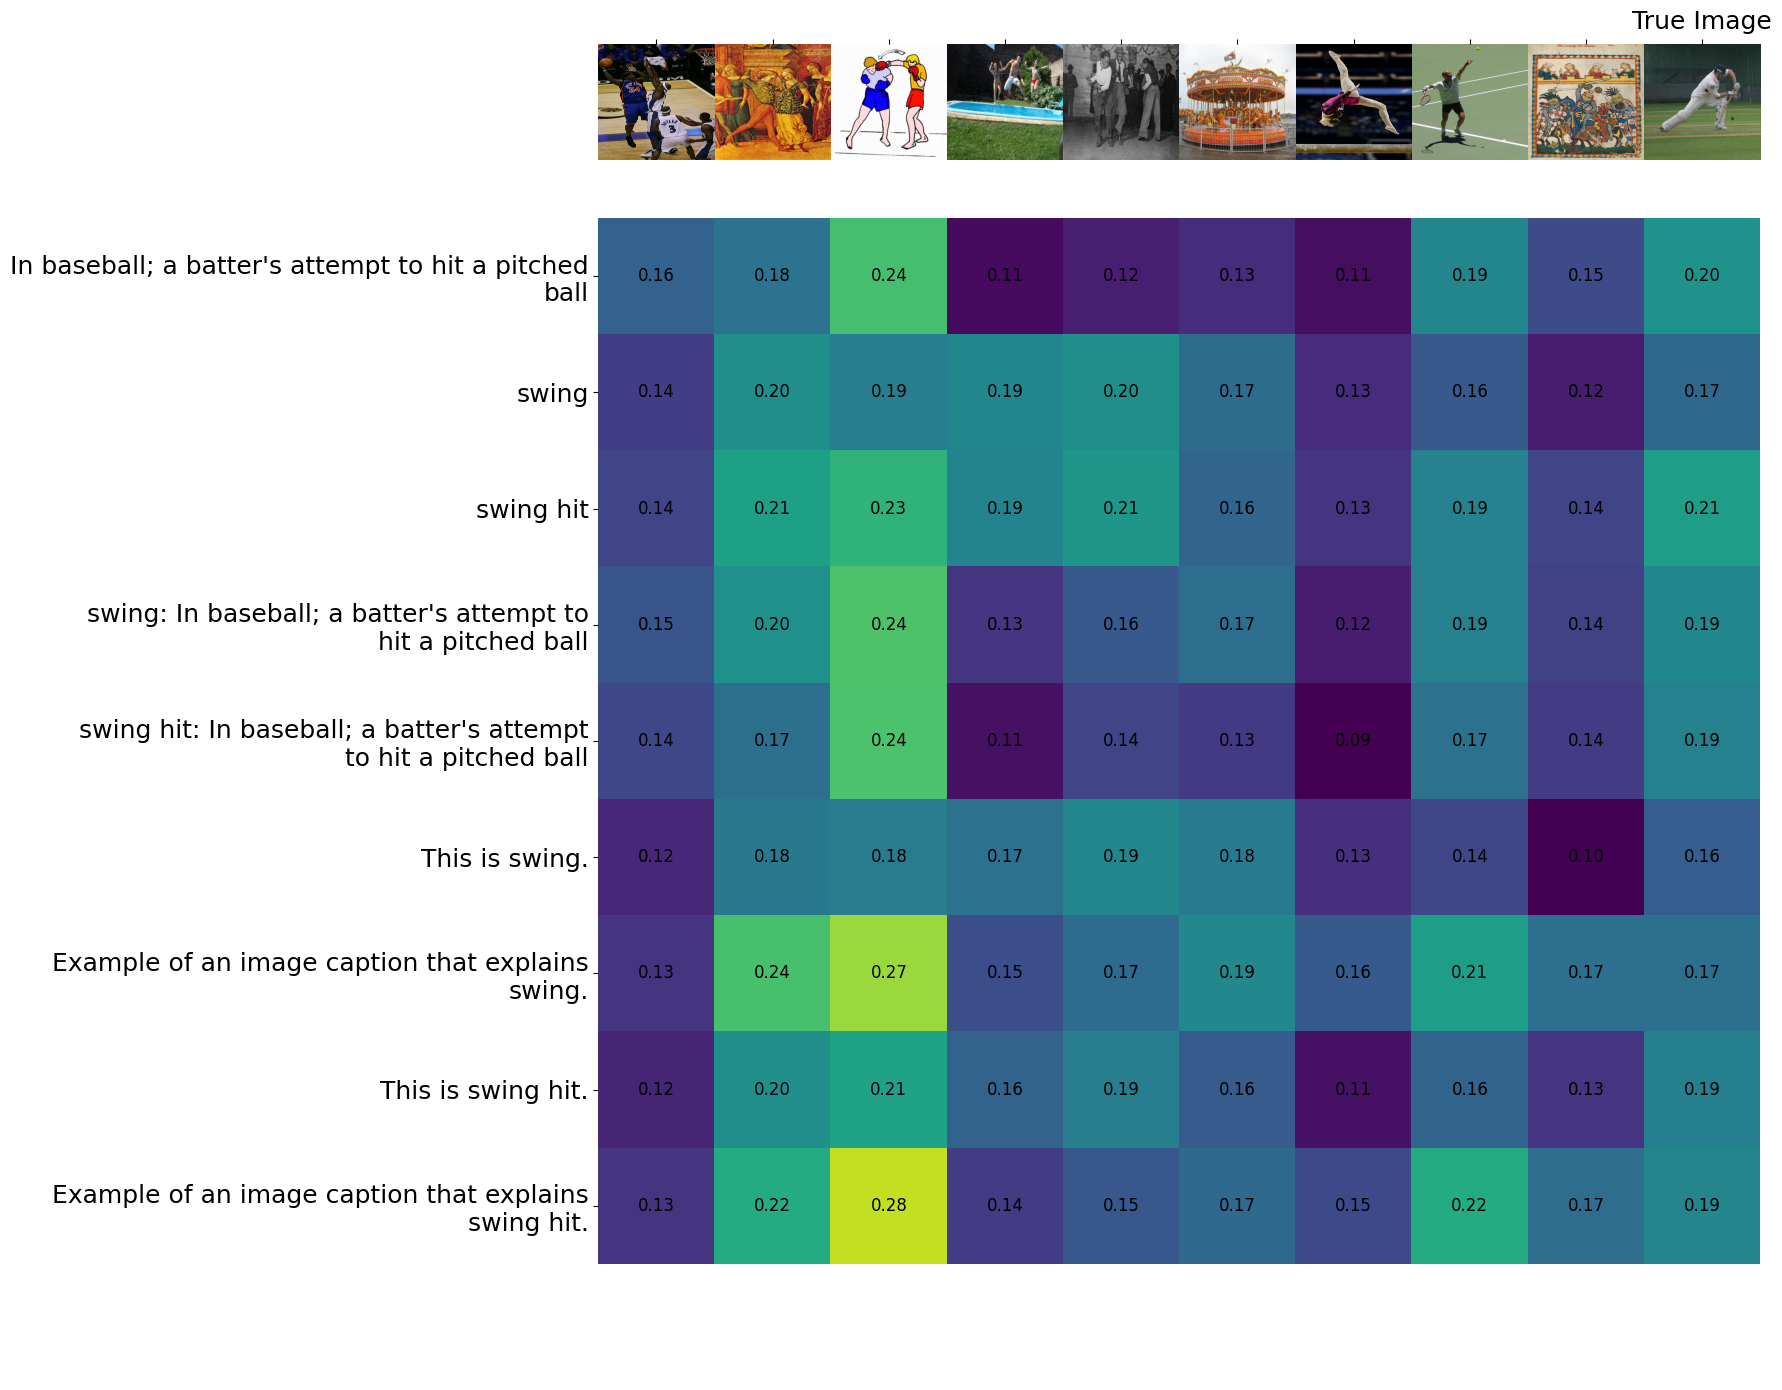 True Image
34
3
In baseball; a batter's attempt to hit a pitched
ball
0.16 0.18 0.24 0.11 0.12 0.13 0.11 0.19 0.15 0.20
swing
0.14 0.20 0.19 0.19 0.20 0.17 0.13 0.16 0.12 0.17
swing hit
0.14 0.21 0.23 0.19 0.21 0.16 0.13 0.19 0.14 0.21
swing: In baseball; a batter's attempt to
hit a pitched ball
0.15 0.20 0.24 0.13 0.16 0.17 0.12 0.19 0.14 0.19
swing hit: In baseball; a batter's attempt
to hit a pitched ball
0.14 0.17 0.24 0.11 0.14 0.13 0.09 0.17 0.14 0.19
This is swing.
0.12 0.18 0.18 0.17 0.19 0.18 0.13 0.14 0.10 0.16
Example of an image caption that explains
swing.
0.13 0.24 0.27 0.15 0.17 0.19 0.16 0.21 0.17 0.17
This is swing hit.
0.12 0.20 0.21 0.16 0.19 0.16 0.11 0.16 0.13 0.19
Example of an image caption that explains
swing hit.
0.13 0.22 0.28 0.14 0.15 0.17 0.15 0.22 0.17 0.19